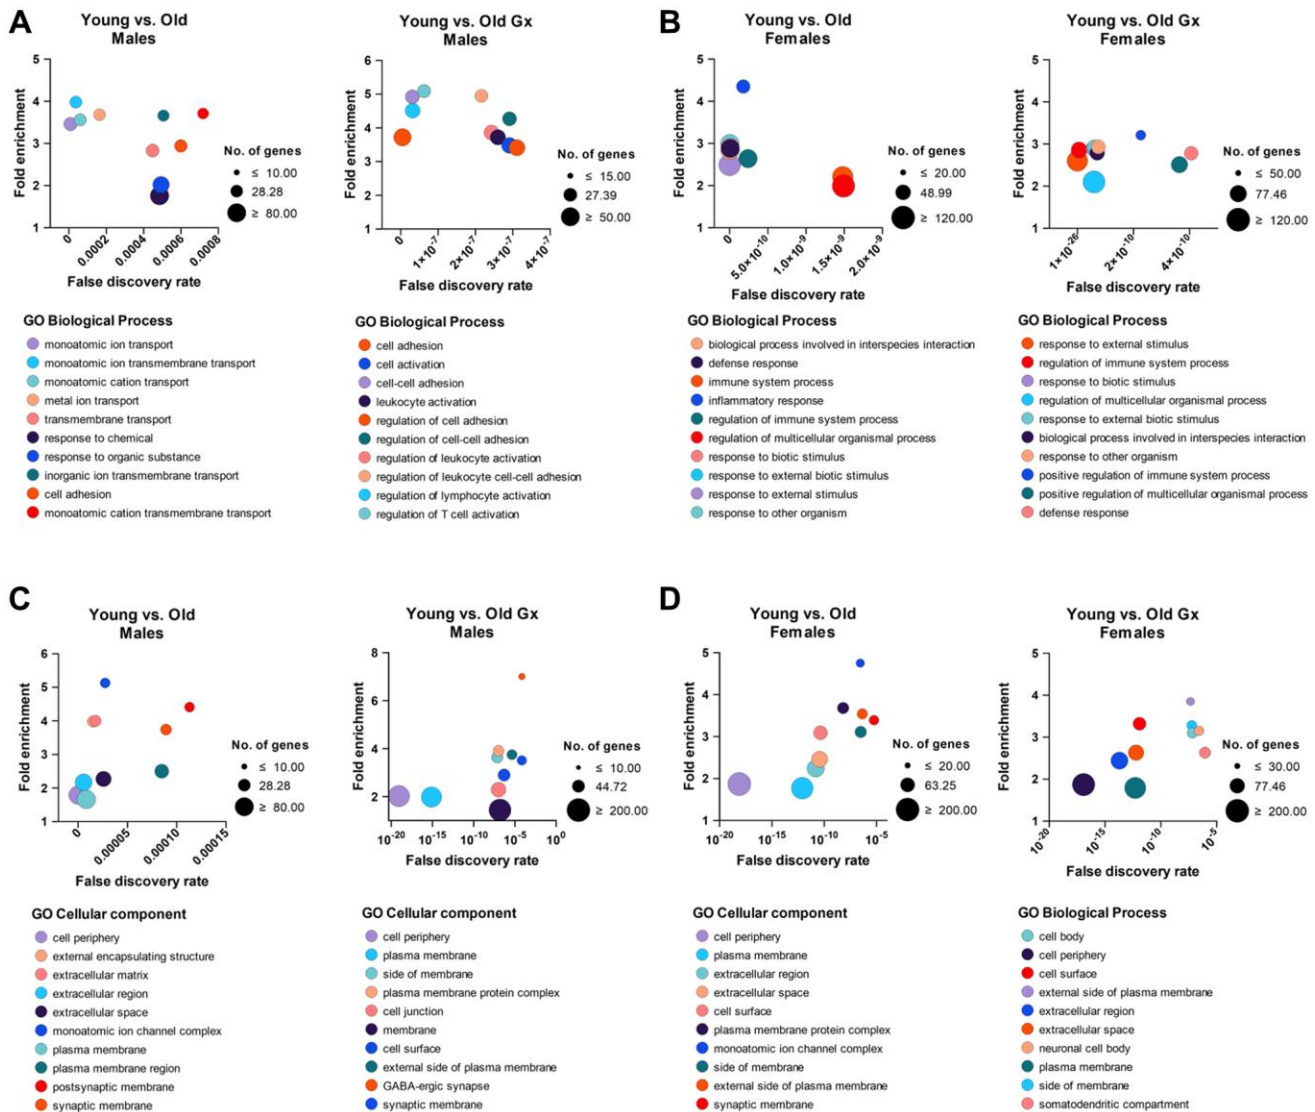 A
Young vs. Old
Males
Fold enrichment
5
4
3
2
1
0
0.0002
0.0004
0.0006
0.0008
False discovery rate
No. of genes
≤ 10.00
28.28
≥ 80.00
GO Biological Process
monoatomic ion transport
monoatomic ion transmembrane transport
monoatomic cation transport
metal ion transport
transmembrane transport
response to chemical
response to organic substance
inorganic ion transmembrane transport
cell adhesion
monoatomic cation transmembrane transport
Young vs. Old Gx
Males
Fold enrichment
6
5
4
3
2
1
0
1×10⁻⁷
2×10⁻⁷
3×10⁻⁷
4×10⁻⁷
False discovery rate
No. of genes
≤ 15.00
27.39
≥ 50.00
GO Biological Process
cell adhesion
cell activation
cell-cell adhesion
leukocyte activation
regulation of cell adhesion
regulation of cell-cell adhesion
regulation of leukocyte activation
regulation of leukocyte cell-cell adhesion
regulation of lymphocyte activation
regulation of T cell activation
B
Young vs. Old
Females
Fold enrichment
5
4
3
2
1
0
5.0×10⁻¹⁰
1.0×10⁻⁹
1.5×10⁻⁹
2.0×10⁻⁹
False discovery rate
No. of genes
≤ 20.00
48.99
≥ 120.00
GO Biological Process
biological process involved in interspecies interaction
defense response
immune system process
inflammatory response
regulation of immune system process
regulation of multicellular organismal process
response to biotic stimulus
response to external biotic stimulus
response to external stimulus
response to other organism
Young vs. Old Gx
Females
Fold enrichment
5
4
3
2
1
1×10⁻²⁶
2×10⁻¹⁰
4×10⁻¹⁰
False discovery rate
No. of genes
≤ 50.00
77.46
≥ 120.00
GO Biological Process
response to external stimulus
regulation of immune system process
response to biotic stimulus
regulation of multicellular organismal process
response to external biotic stimulus
biological process involved in interspecies interaction
response to other organism
positive regulation of immune system process
positive regulation of multicellular organismal process
defense response
C
Young vs. Old
Males
Fold enrichment
6
5
4
3
2
1
0
0.00005
0.00010
0.00015
False discovery rate
No. of genes
≤ 10.00
28.28
≥ 80.00
GO Cellular component
cell periphery
external encapsulating structure
extracellular matrix
extracellular region
extracellular space
monoatomic ion channel complex
plasma membrane
plasma membrane region
postsynaptic membrane
synaptic membrane
Young vs. Old Gx
Males
Fold enrichment
8
6
4
2
10⁻²⁰
10⁻¹⁵
10⁻¹⁰
10⁻⁵
10⁰
False discovery rate
No. of genes
≤ 10.00
44.72
≥ 200.00
GO Cellular component
cell periphery
plasma membrane
side of membrane
plasma membrane protein complex
cell junction
membrane
cell surface
external side of plasma membrane
GABA-ergic synapse
synaptic membrane
D
Young vs. Old
Females
Fold enrichment
5
4
3
2
1
10⁻²⁰
10⁻¹⁵
10⁻¹⁰
10⁻⁵
False discovery rate
No. of genes
≤ 20.00
63.25
≥ 200.00
GO Cellular component
cell periphery
plasma membrane
extracellular region
extracellular space
cell surface
plasma membrane protein complex
monoatomic ion channel complex
side of membrane
external side of plasma membrane
synaptic membrane
Young vs. Old Gx
Females
Fold enrichment
5
4
3
2
1
10⁻²⁰
10⁻¹⁵
10⁻¹⁰
10⁻⁵
False discovery rate
No. of genes
≤ 30.00
77.46
≥ 200.00
GO Biological Process
cell body
cell periphery
cell surface
external side of plasma membrane
extracellular region
extracellular space
neuronal cell body
plasma membrane
side of membrane
somatodendritic compartment